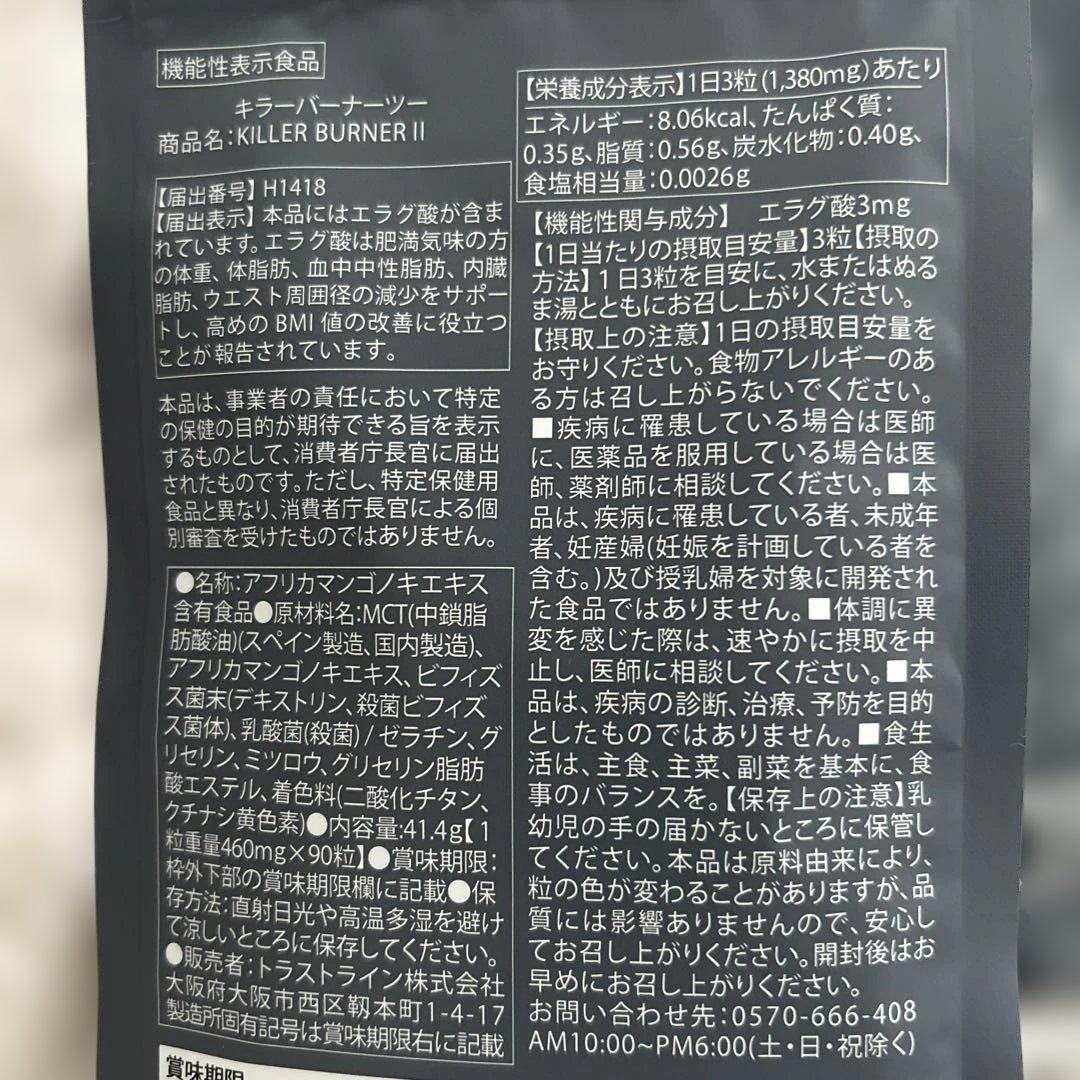 機能性表示食品
キラーバーナーツー
商品名:KILLER BURNER II
【届出番号】H1418
【届出表示】本品にはエラグ酸が含ま
れています。エラグ酸は肥満気味の方
の体重、体脂肪、血中中性脂肪、内臓
脂肪、ウエスト周囲径の減少をサポー
トし、高めの BMI 値の改善に役立つ
ことが報告されています。
本品は、事業者の責任において特定
の保健の目的が期待できる旨を表示
するものとして、消費者庁長官に届出
されたものです。ただし、特定保健用
食品と異なり、消費者庁長官による個
別審査を受けたものではありません。
●名称:アフリカマンゴノキエキス
含有食品●原材料名:MCT(中鎖脂
肪酸油)(スペイン製造、国内製造)、
アフリカマンゴノキエキス、ビフィズ
ス菌末(デキストリン、殺菌ビフィズ
ス菌体)、乳酸菌(殺菌) / ゼラチン、グ
リセリン、ミツロウ、グリセリン脂肪
酸エステル、着色料(二酸化チタン、
クチナシ黄色素)●内容量:41.4g【1
粒重量460mg×90粒】●賞味期限:
枠外下部の賞味期限欄に記載●保
存方法:直射日光や高温多湿を避け
て涼しいところに保存してください。
●販売者:トラストライン株式会社
大阪府大阪市西区靱本町1-4-17
製造所固有記号は賞味期限右に記載
賞味期限
【栄養成分表示】1日3粒(1,380mg)あたり
エネルギー:8.06kcal、たんぱく質:
0.35g、脂質:0.56g、炭水化物:0.40g、
食塩相当量:0.0026g
【機能性関与成分】 エラグ酸3mg
【1日当たりの摂取目安量】3粒【摂取の
方法】1日3粒を目安に、水またはぬる
ま湯とともにお召し上がりください。
【摂取上の注意】1日の摂取目安量を
お守りください。食物アレルギーのあ
る方は召し上がらないでください。
■疾病に罹患している場合は医師
に、医薬品を服用している場合は医
師、薬剤師に相談してください。■本
品は、疾病に罹患している者、未成年
者、妊産婦(妊娠を計画している者を
含む。)及び授乳婦を対象に開発され
た食品ではありません。■体調に異
変を感じた際は、速やかに摂取を中
止し、医師に相談してください。■本
品は、疾病の診断、治療、予防を目的
としたものではありません。■食生
活は、主食、主菜、副菜を基本に、食
事のバランスを。【保存上の注意】乳
幼児の手の届かないところに保管し
てください。本品は原料由来により、
粒の色が変わることがありますが、品
質には影響ありませんので、安心し
てお召し上がりください。開封後はお
早めにお召し上がりください。
お問い合わせ先:0570-666-408
AM10:00~PM6:00(土・日・祝除く)